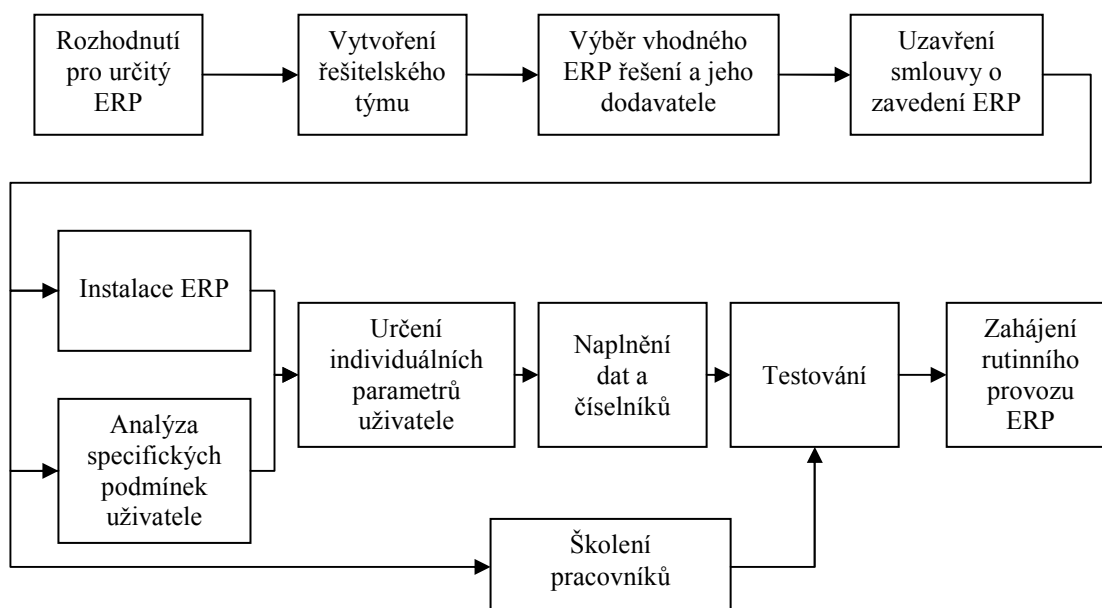 Rozhodnutí
pro určitý
ERP
Vytvoření
řešitelského
týmu
Výběr vhodného
ERP řešení a jeho
dodavatele
Uzavření
smlouvy o
zavedení ERP
Instalace ERP
Analýza
specifických
podmínek
uživatele
Určení
individuálních
parametrů
uživatele
Naplnění
dat a
číselníků
Testování
Zahájení
rutinního
provozu
ERP
Školení
pracovníků